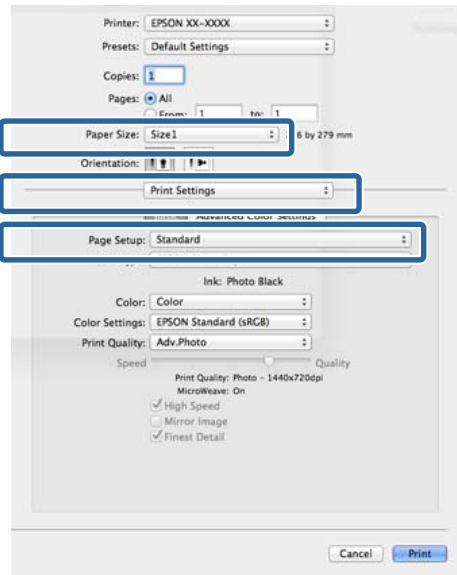 Printer: EPSON XX-XXXX
Presets: Default Settings
Copies: 1
Pages: All
From: 1 to: 1
Paper Size: Size1 6 by 279 mm
Orientation:
Print Settings
Advanced Color Settings
Page Setup: Standard
Ink: Photo Black
Color: Color
Color Settings: EPSON Standard (sRGB)
Print Quality: Adv.Photo
Speed Quality
Print Quality: Photo - 1440x720dpi
MicroWeave: On
High Speed
Mirror Image
Finest Detail
Cancel Print